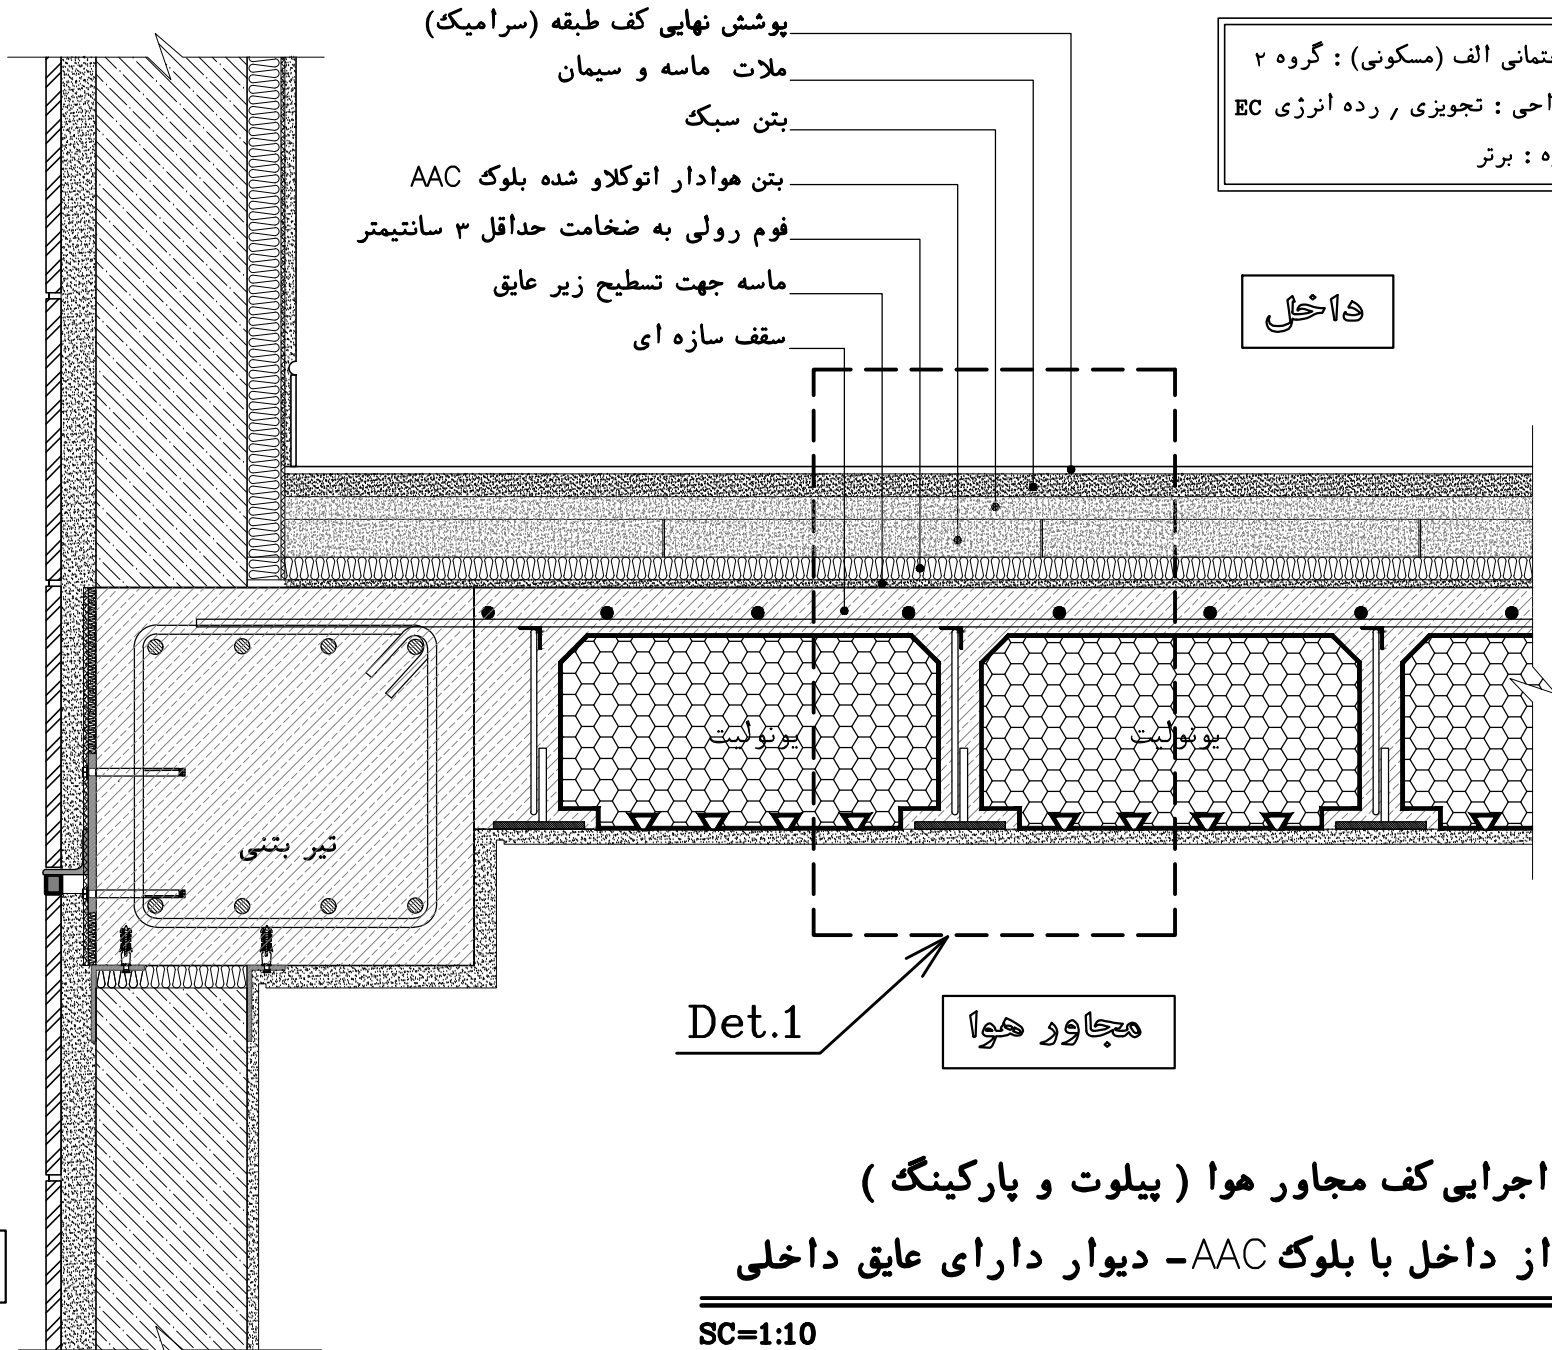 پوشش نهایی کف طبقه (سرامیک)
ملات ماسه و سیمان
بتن سبک
بتن هوادار اتوکلاو شده بلوک AAC
فوم رولی به ضخامت حداقل ۳ سانتیمتر
ماسه جهت تسطیح زیر عایق
سقف سازه ای
الف (مسکونی) : گروه ۲
: تجویزی / رده انرژی EC
: برتر
داخل
یونولیت
یونولیت
تیر بتنی
Det.1
مجاور هوا
اجرایی کف مجاور هوا ( پیلوت و پارکینگ )
از داخل با بلوک AAC- دیوار دارای عایق داخلی
SC=1:10